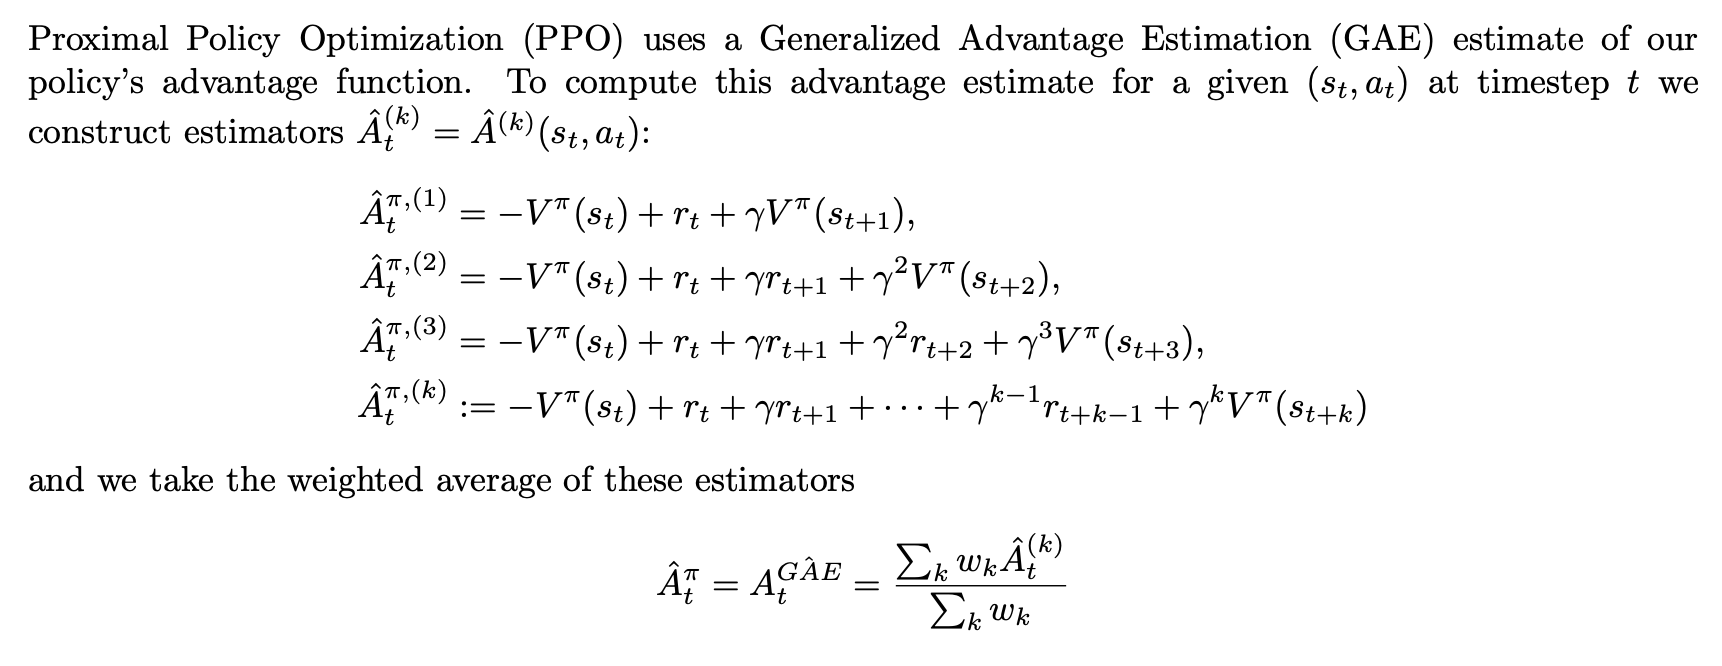 Proximal Policy Optimization (PPO) uses a Generalized Advantage Estimation (GAE) estimate of our
policy's advantage function. To compute this advantage estimate for a given $(s_t, a_t)$ at timestep $t$ we
construct estimators $\hat{A}_t^{(k)} = \hat{A}^{(k)}(s_t, a_t)$:
$\hat{A}_t^{\pi,(1)} = -V^{\pi}(s_t) + r_t + \gamma V^{\pi}(s_{t+1}),$
$\hat{A}_t^{\pi,(2)} = -V^{\pi}(s_t) + r_t + \gamma r_{t+1} + \gamma^2 V^{\pi}(s_{t+2}),$
$\hat{A}_t^{\pi,(3)} = -V^{\pi}(s_t) + r_t + \gamma r_{t+1} + \gamma^2 r_{t+2} + \gamma^3 V^{\pi}(s_{t+3}),$
$\hat{A}_t^{\pi,(k)} := -V^{\pi}(s_t) + r_t + \gamma r_{t+1} + \cdots + \gamma^{k-1} r_{t+k-1} + \gamma^k V^{\pi}(s_{t+k})$
and we take the weighted average of these estimators
$\hat{A}_t^{\pi} = A_t^{G\hat{A}E} = \frac{\sum_k w_k \hat{A}_t^{(k)}}{\sum_k w_k}$